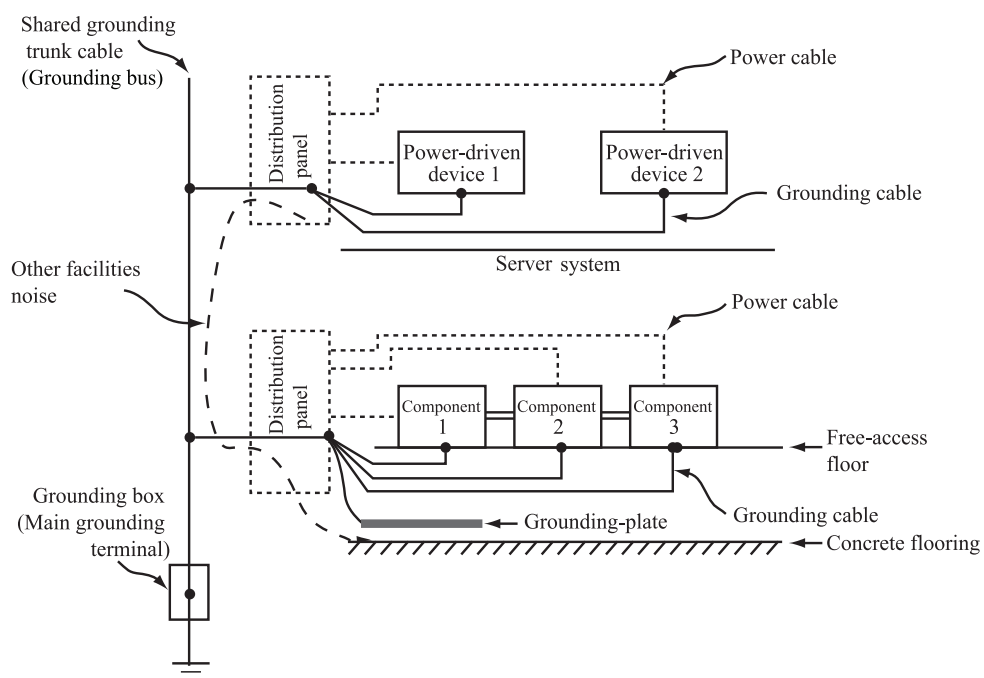 Shared grounding
trunk cable
(Grounding bus)
Distribution
panel
Power cable
Power-driven
device 1
Power-driven
device 2
Grounding cable
Server system
Other facilities
noise
Power cable
Distribution
panel
Component
1
Component
2
Component
3
Free-access
floor
Grounding box
(Main grounding
terminal)
Grounding-plate
Grounding cable
Concrete flooring